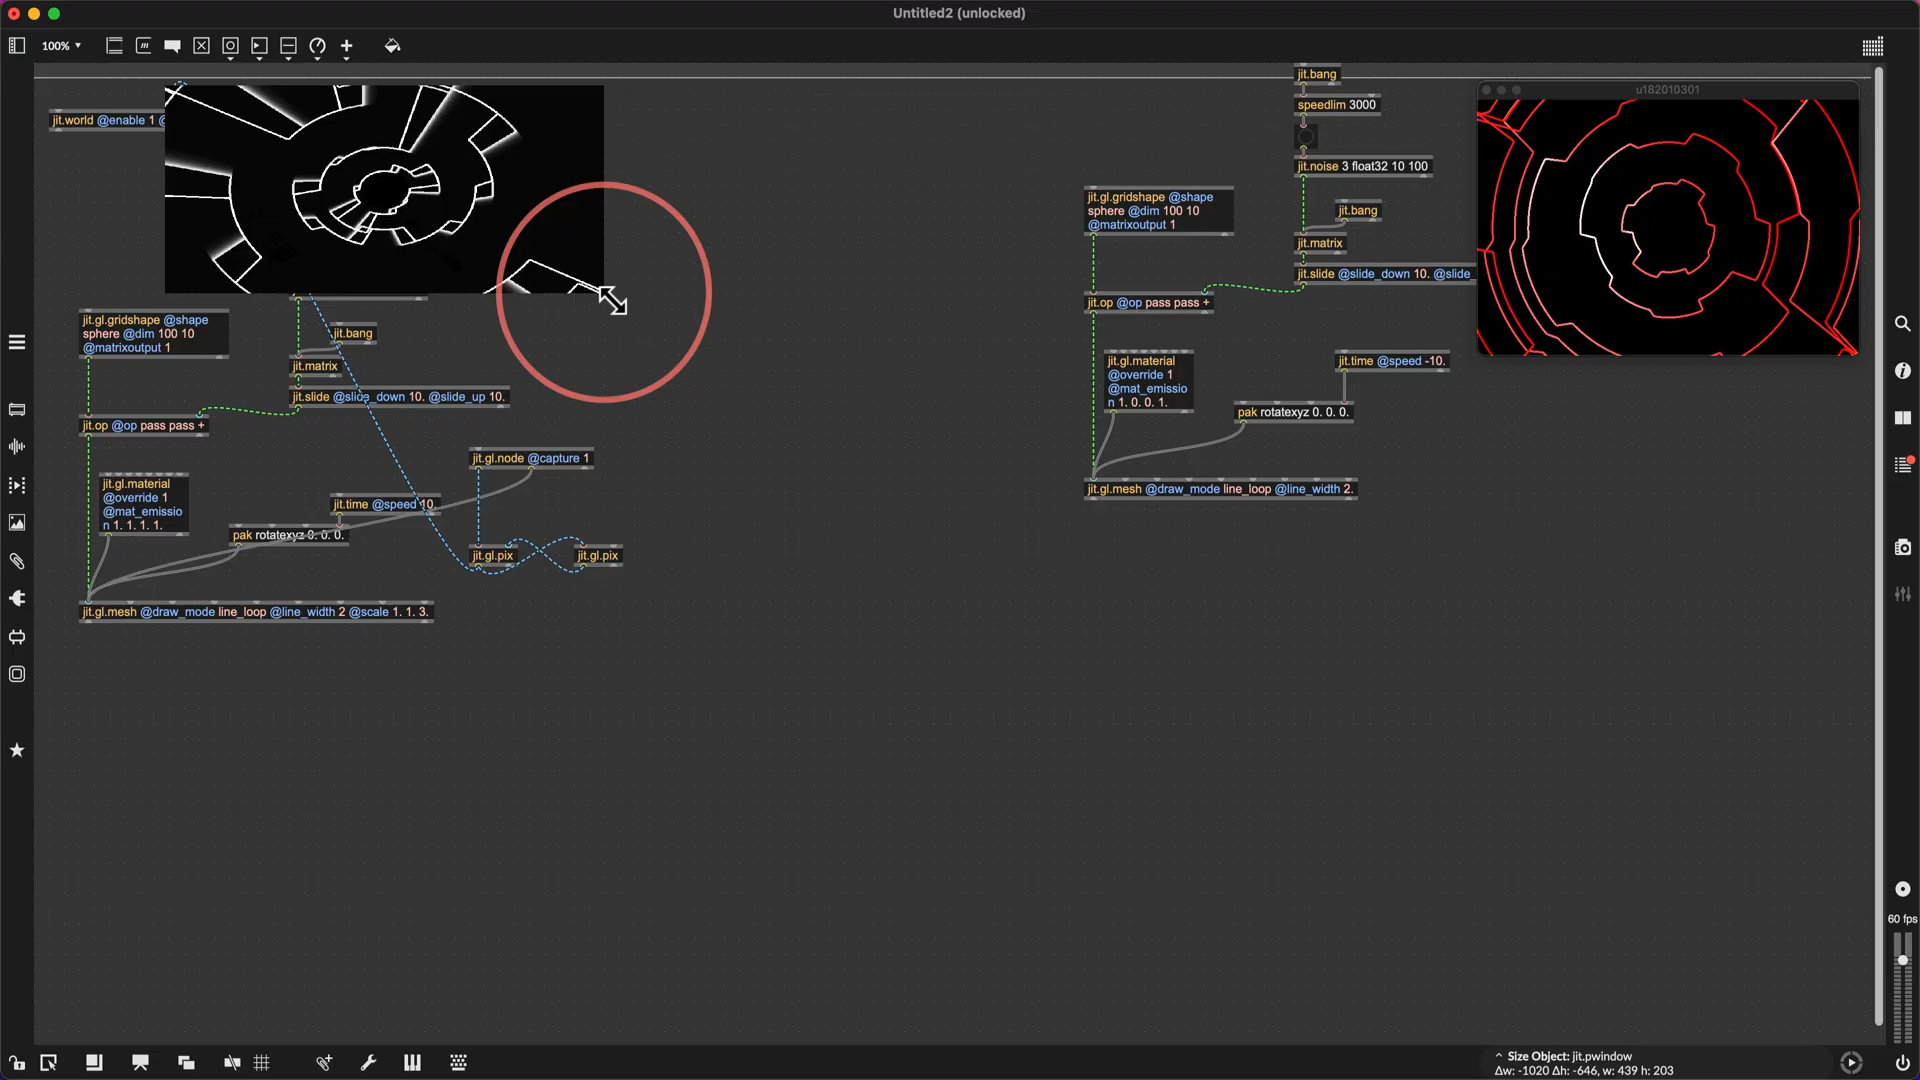 Untitled2 (unlocked)
100%
jit.world @enable 1 @
jit.bang
speedlim 3000
jit.noise 3 float32 10 100
jit.bang
jit.matrix
jit.slide @slide_down 10. @slide_
u182010301
jit.gl.gridshape @shape
sphere @dim 100 10
@matrixoutput 1
jit.op @op pass pass +
jit.gl.material
@override 1
@mat_emissio
n 1. 0. 0. 1.
jit.time @speed -10.
pak rotatexyz 0. 0. 0.
jit.gl.mesh @draw_mode line_loop @line_width 2.
jit.gl.gridshape @shape
sphere @dim 100 10
@matrixoutput 1
jit.bang
jit.matrix
jit.slide @slide_down 10. @slide_up 10.
jit.op @op pass pass +
jit.gl.node @capture 1
jit.gl.material
@override 1
@mat_emissio
n 1. 1. 1. 1.
jit.time @speed 10.
pak rotatexyz 0. 0. 0.
jit.gl.pix
jit.gl.pix
jit.gl.mesh @draw_mode line_loop @line_width 2 @scale 1. 1. 3.
60 fps
Size Object: jit.pwindow
Δw: -1020 Δh: -646, w: 439 h: 203